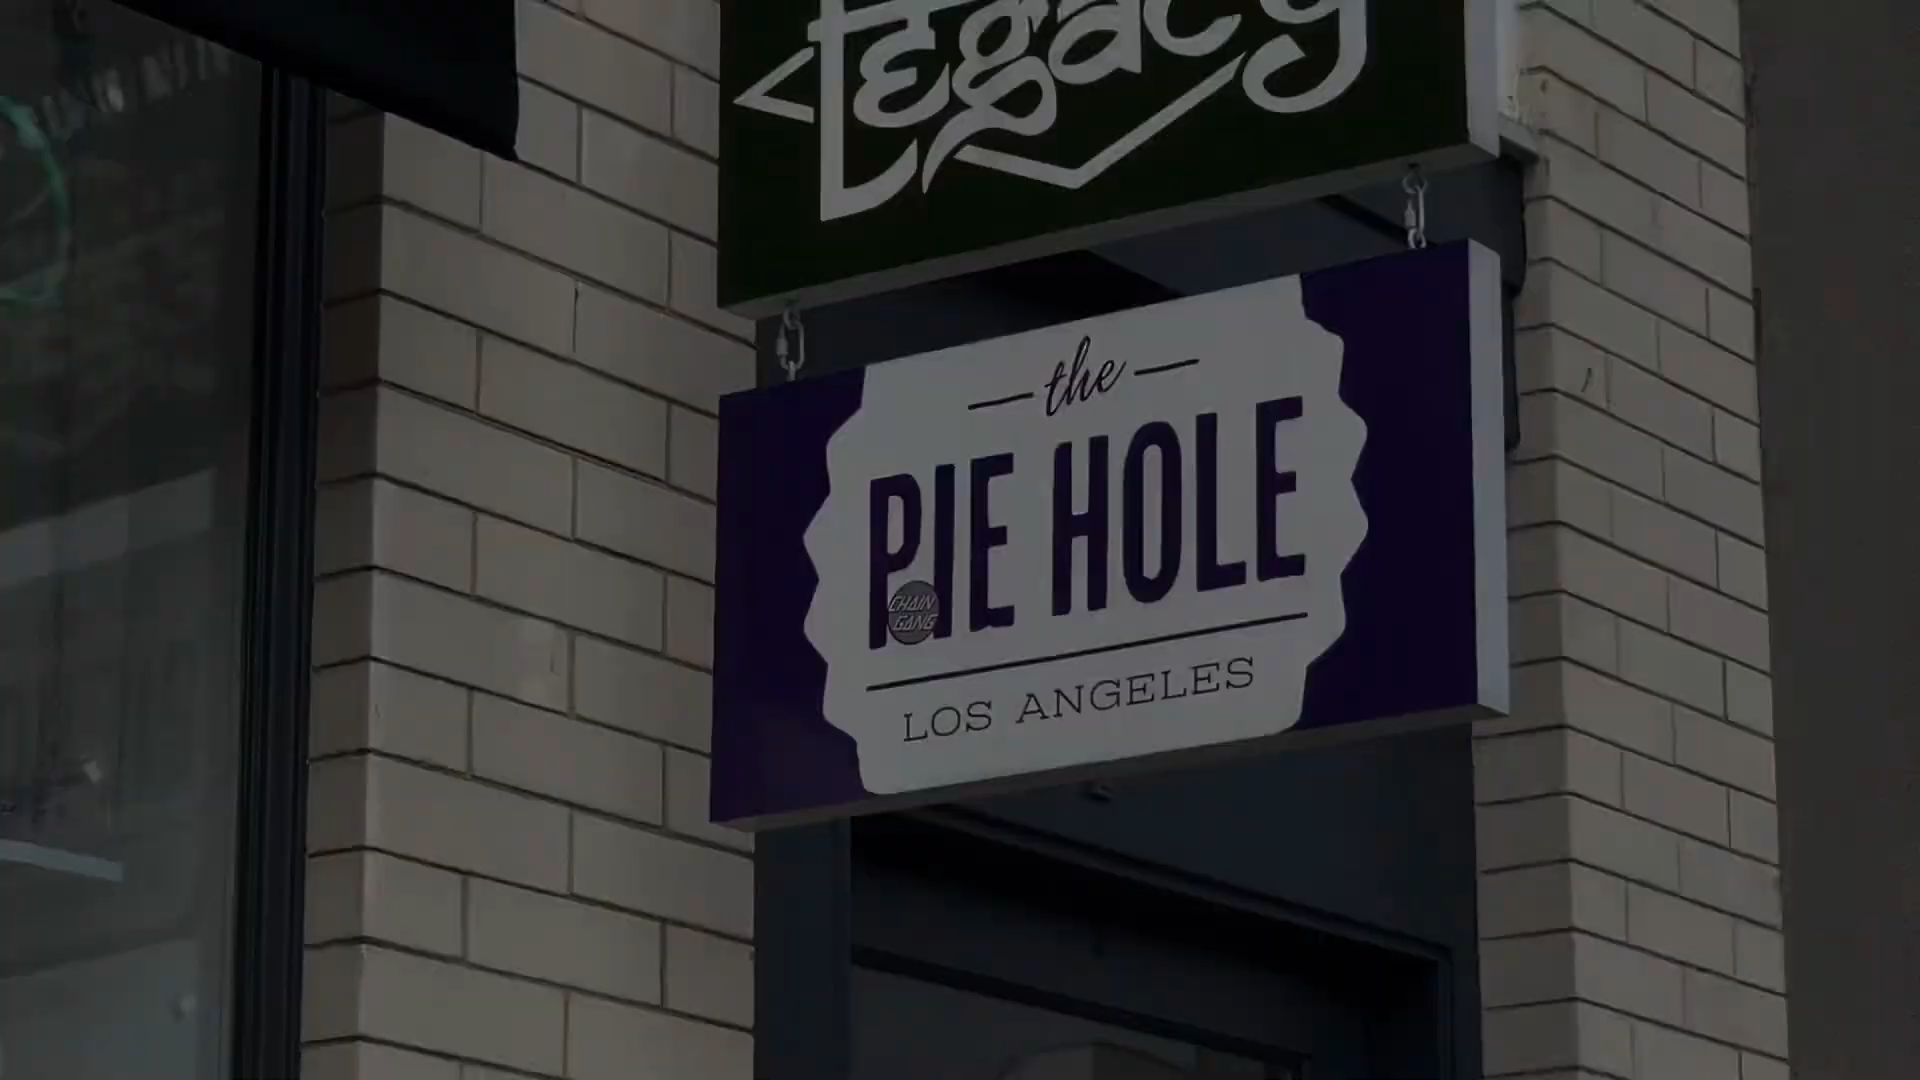 Legacy
the
PIE HOLE
CHAIN
GANG
LOS ANGELES